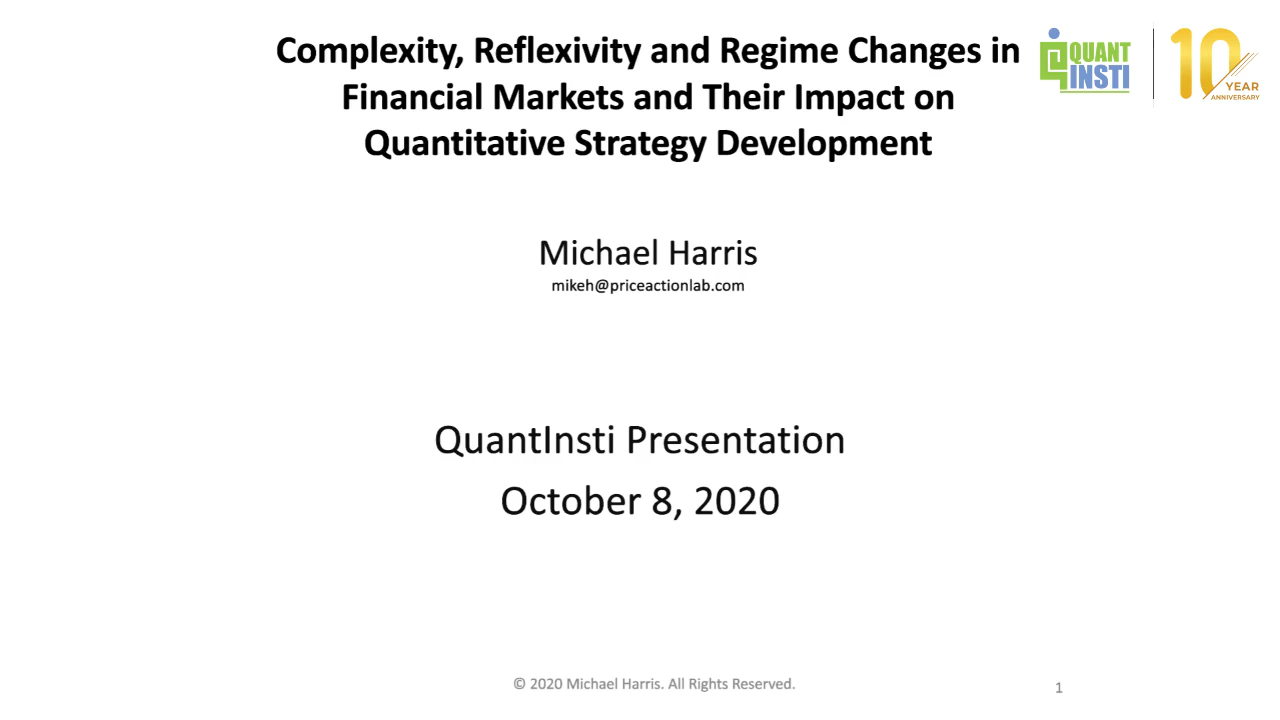 Complexity, Reflexivity and Regime Changes in
Financial Markets and Their Impact on
Quantitative Strategy Development
QUANT
INSTI
10
YEAR
ANNIVERSARY
Michael Harris
mikeh@priceactionlab.com
QuantInsti Presentation
October 8, 2020
© 2020 Michael Harris. All Rights Reserved.
1